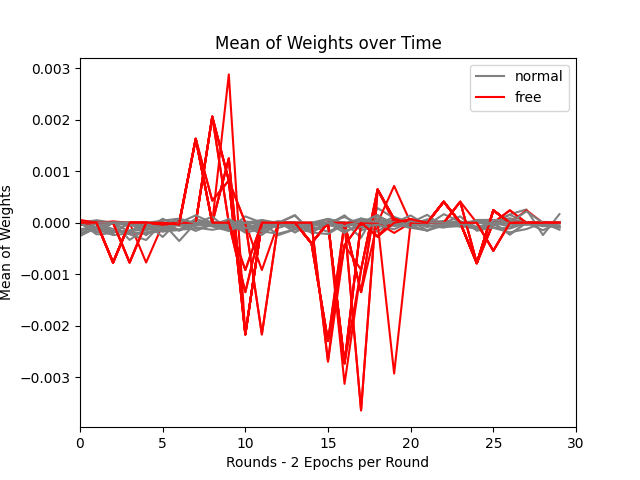 Mean of Weights over Time
normal
free
0.003
0.002
0.001
0.000
−0.001
−0.002
−0.003
Mean of Weights
0 5 10 15 20 25 30
Rounds - 2 Epochs per Round